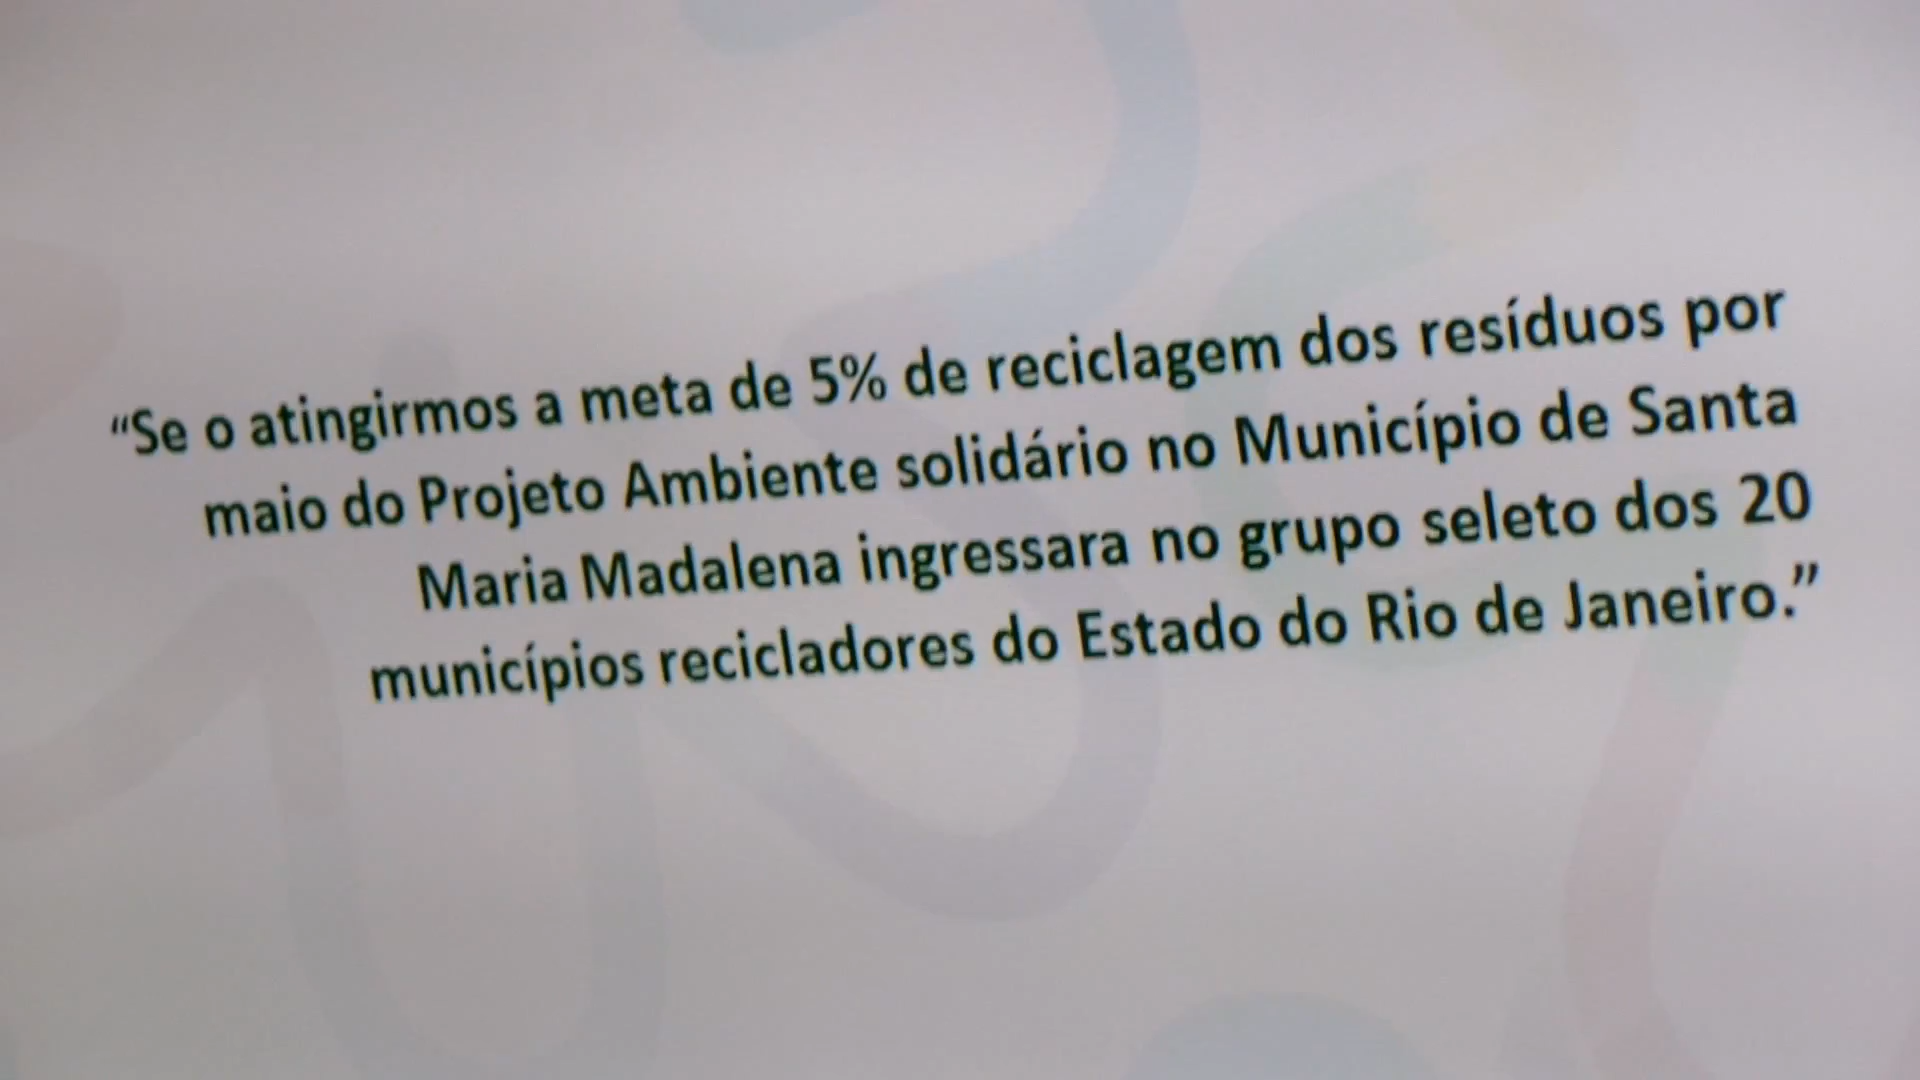 “Se o atingirmos a meta de 5% de reciclagem dos resíduos por
maio do Projeto Ambiente solidário no Município de Santa
Maria Madalena ingressara no grupo seleto dos 20
municípios recicladores do Estado do Rio de Janeiro.”